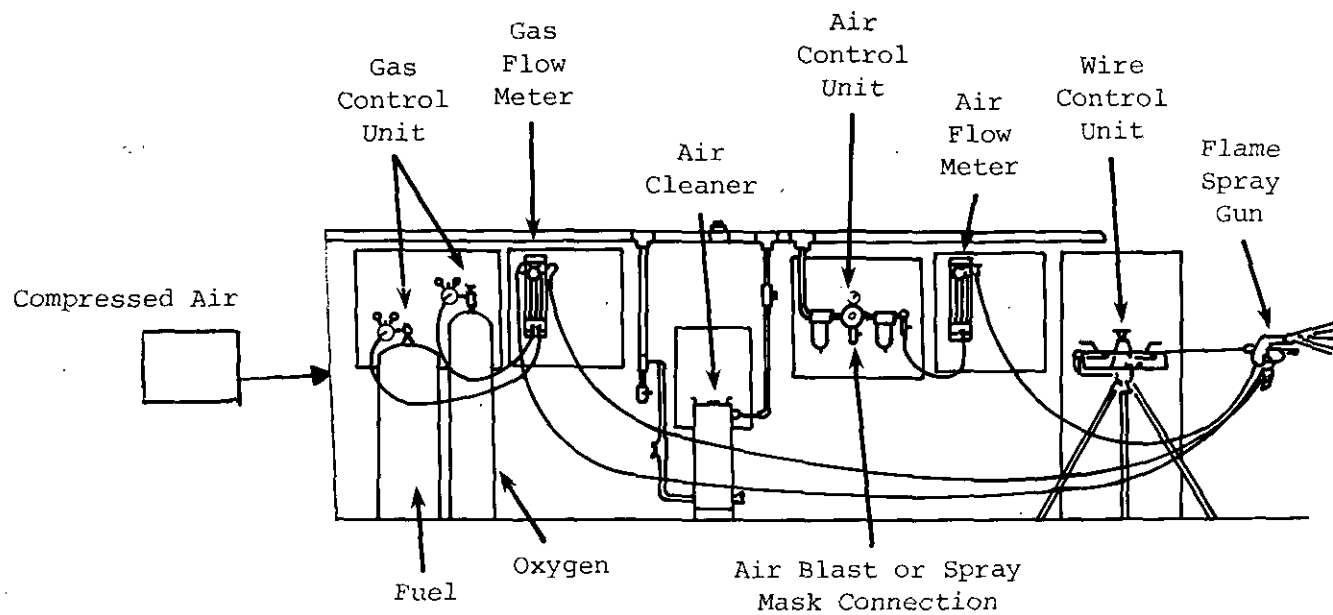 Gas
Control
Unit
Gas
Flow
Meter
Air
Cleaner
Air
Control
Unit
Air
Flow
Meter
Wire
Control
Unit
Flame
Spray
Gun
Compressed Air
Fuel
Oxygen
Air Blast or Spray
Mask Connection